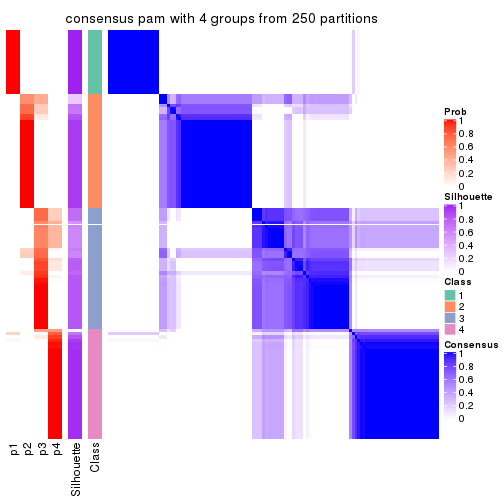 consensus pam with 4 groups from 250 partitions
Prob
1
0.8
0.6
0.4
0.2
0
Silhouette
1
0.8
0.6
0.4
0.2
0
Class
1
2
3
4
Consensus
1
0.8
0.6
0.4
0.2
0
p1
p2
p3
p4
Silhouette
Class